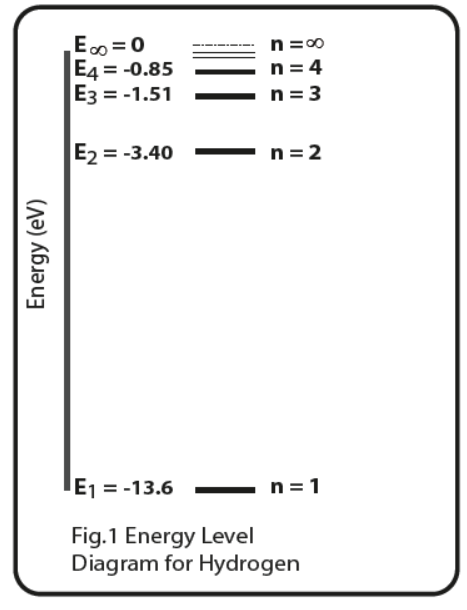 E∞ = 0 n = ∞
E4 = -0.85 n = 4
E3 = -1.51 n = 3
E2 = -3.40 n = 2
Energy (eV)
E1 = -13.6 n = 1
Fig.1 Energy Level
Diagram for Hydrogen